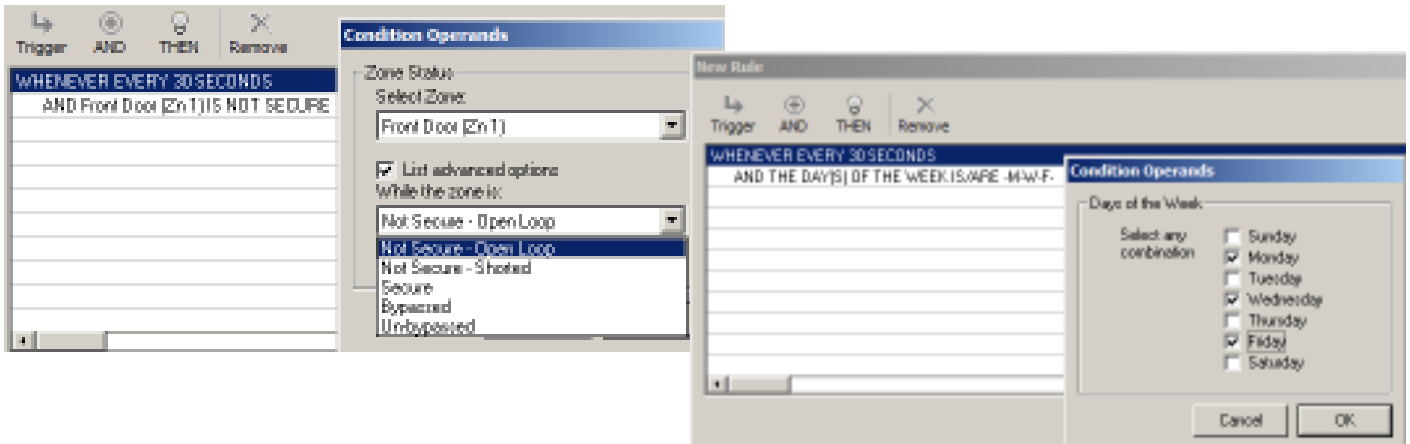 Trigger AND THEN Remove
WHENEVER EVERY 30 SECONDS
AND Front Door (Zn 1) IS NOT SECURE
Condition Operands
Zone Status
Select Zone:
Front Door (Zn 1)
List advanced options
While the zone is:
Not Secure - Open Loop
Not Secure - Open Loop
Not Secure - Shorted
Secure
Bypassed
Un-bypassed
New Rule
Trigger AND THEN Remove
WHENEVER EVERY 30 SECONDS
AND THE DAY(S) OF THE WEEK IS/ARE -M-W-F-
Condition Operands
Days of the Week
Select any
combination
Sunday
Monday
Tuesday
Wednesday
Thursday
Friday
Saturday
Cancel OK